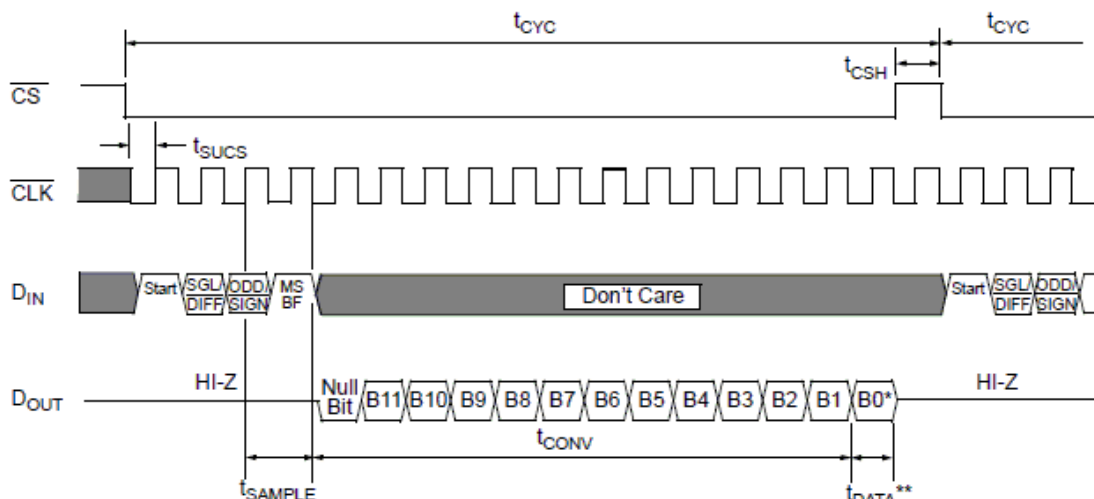 tCYC tCYC
tCSH
CS
tSUCS
CLK
DIN Start SGL/ DIFF ODD/ SIGN MS BF Don't Care Start SGL/ DIFF ODD/ SIGN
HI-Z HI-Z
DOUT Null Bit B11 B10 B9 B8 B7 B6 B5 B4 B3 B2 B1 B0*
tCONV
tSAMPLE tDATA**